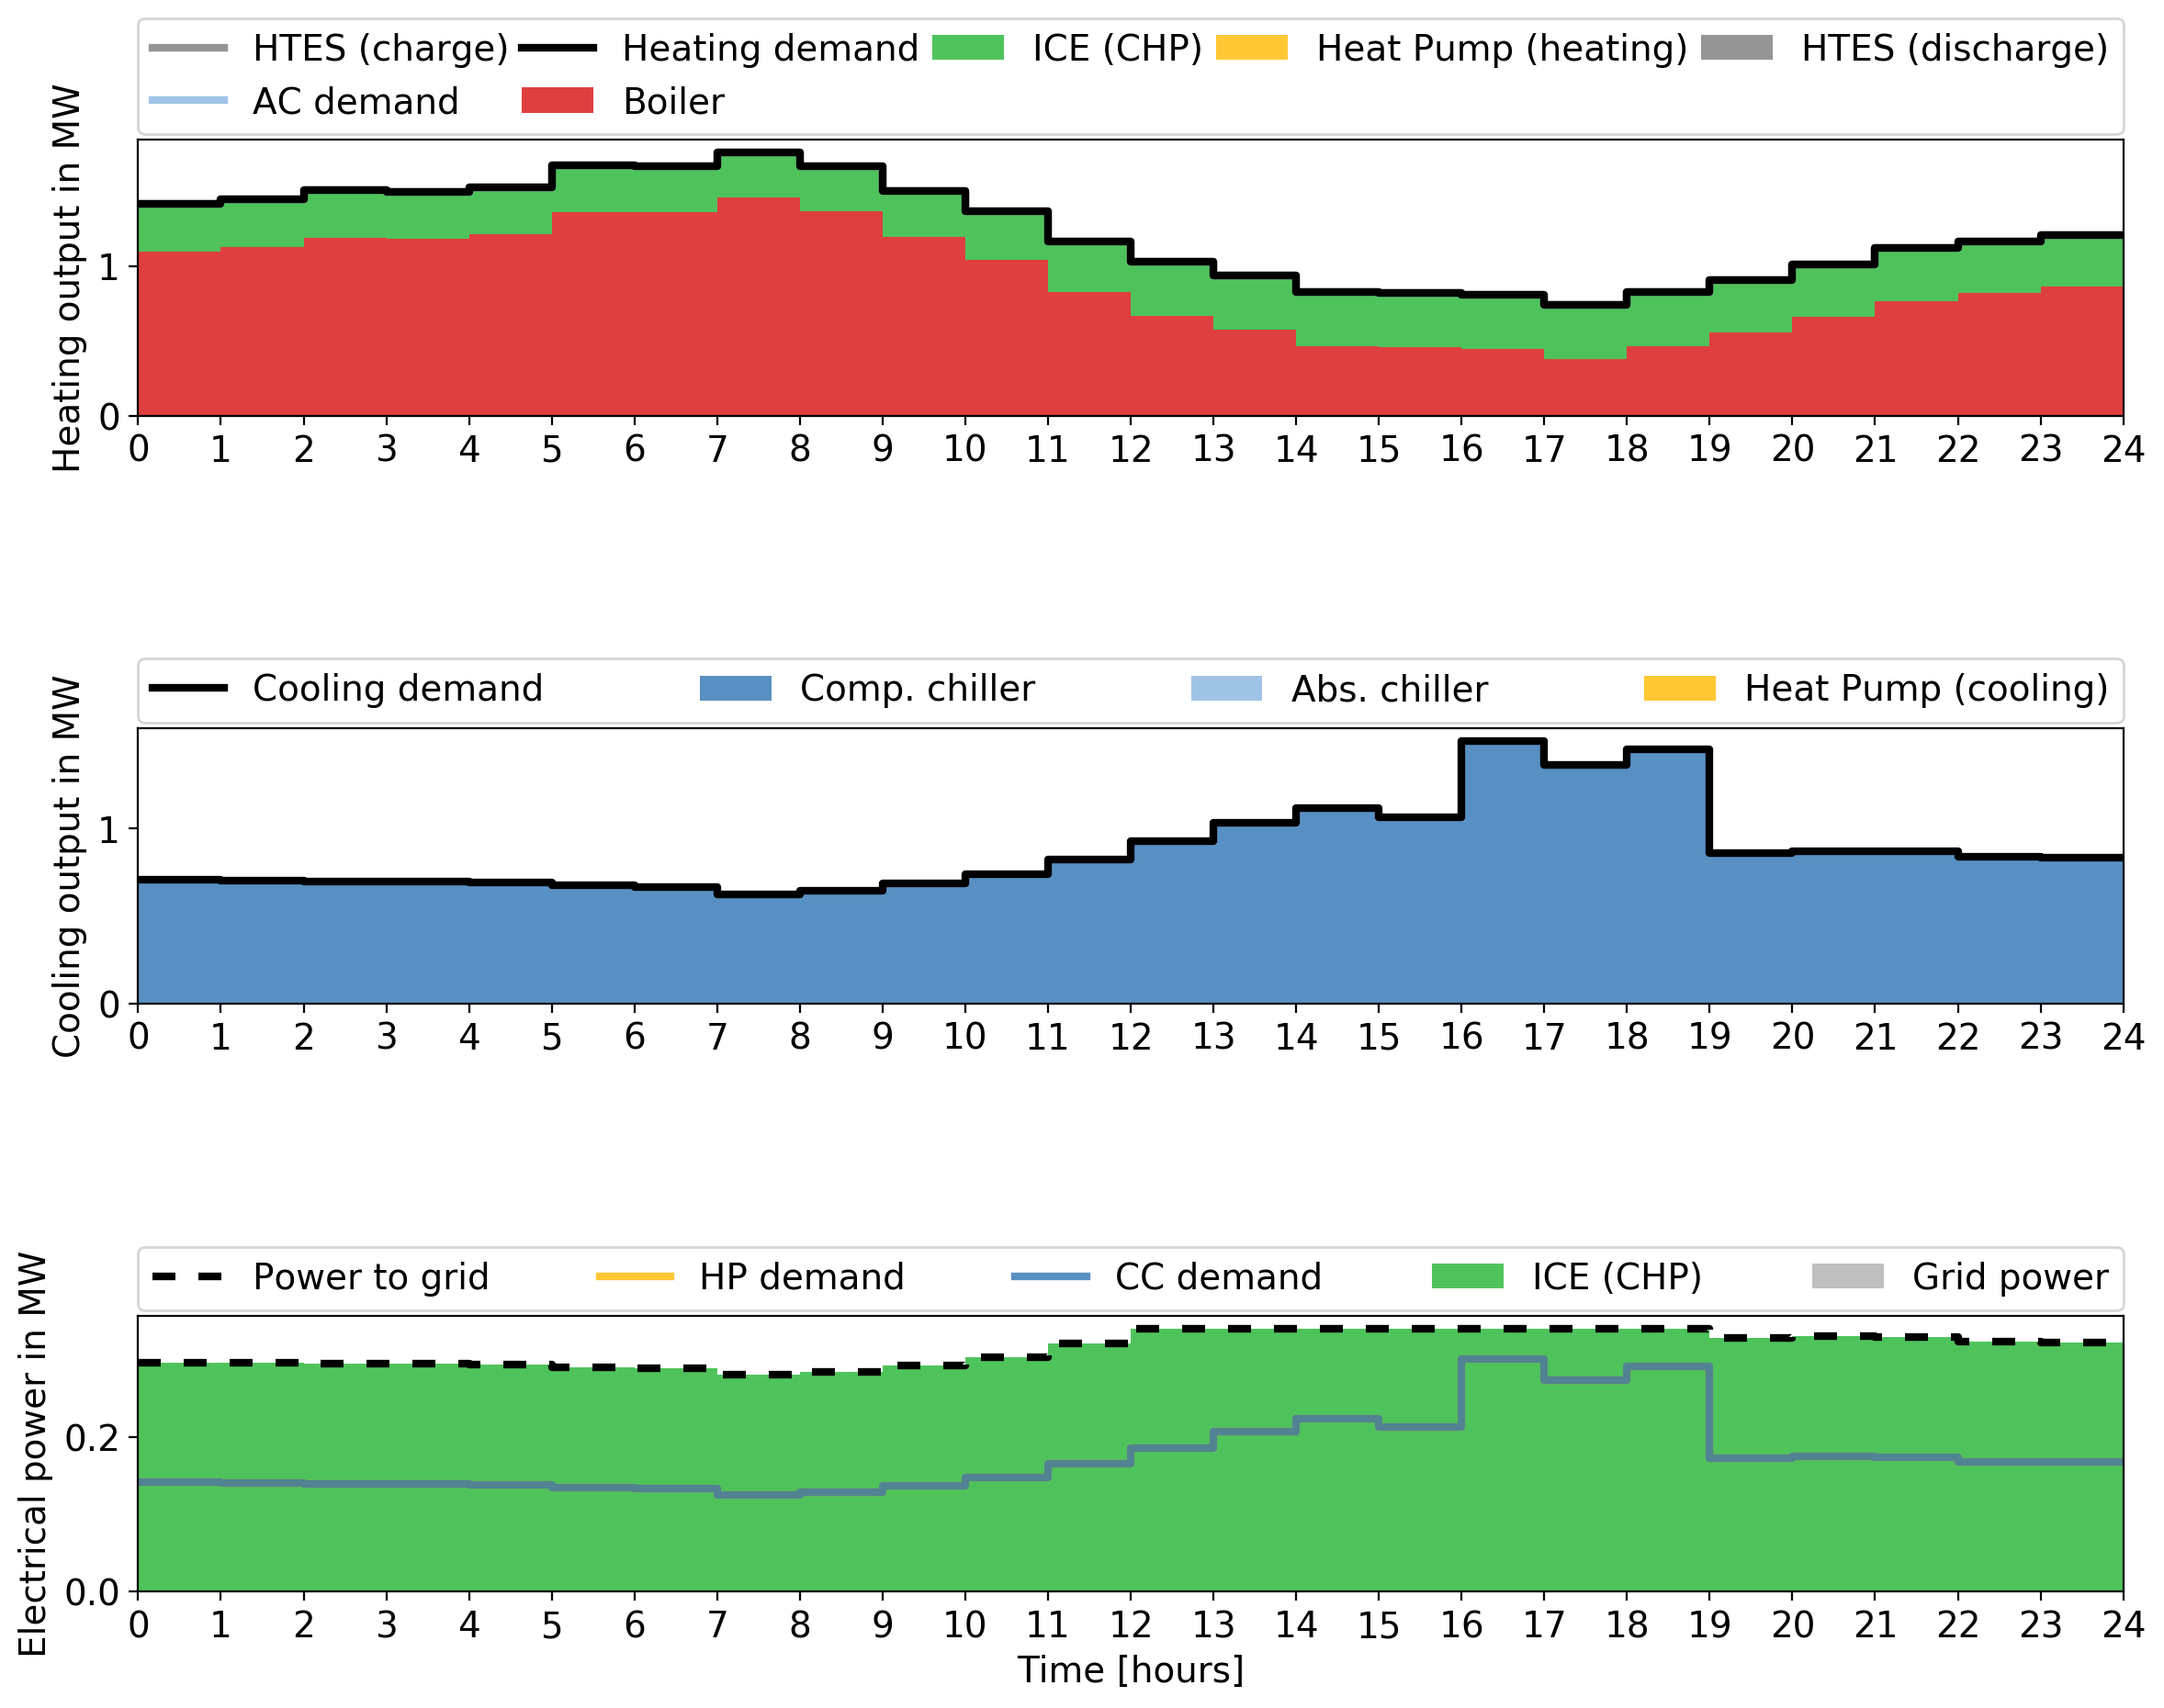 HTES (charge) Heating demand ICE (CHP) Heat Pump (heating) HTES (discharge)
AC demand Boiler
Heating output in MW
1
0
0 1 2 3 4 5 6 7 8 9 10 11 12 13 14 15 16 17 18 19 20 21 22 23 24
Cooling demand Comp. chiller Abs. chiller Heat Pump (cooling)
Cooling output in MW
1
0
0 1 2 3 4 5 6 7 8 9 10 11 12 13 14 15 16 17 18 19 20 21 22 23 24
Power to grid HP demand CC demand ICE (CHP) Grid power
Electrical power in MW
0.2
0.0
0 1 2 3 4 5 6 7 8 9 10 11 12 13 14 15 16 17 18 19 20 21 22 23 24
Time [hours]